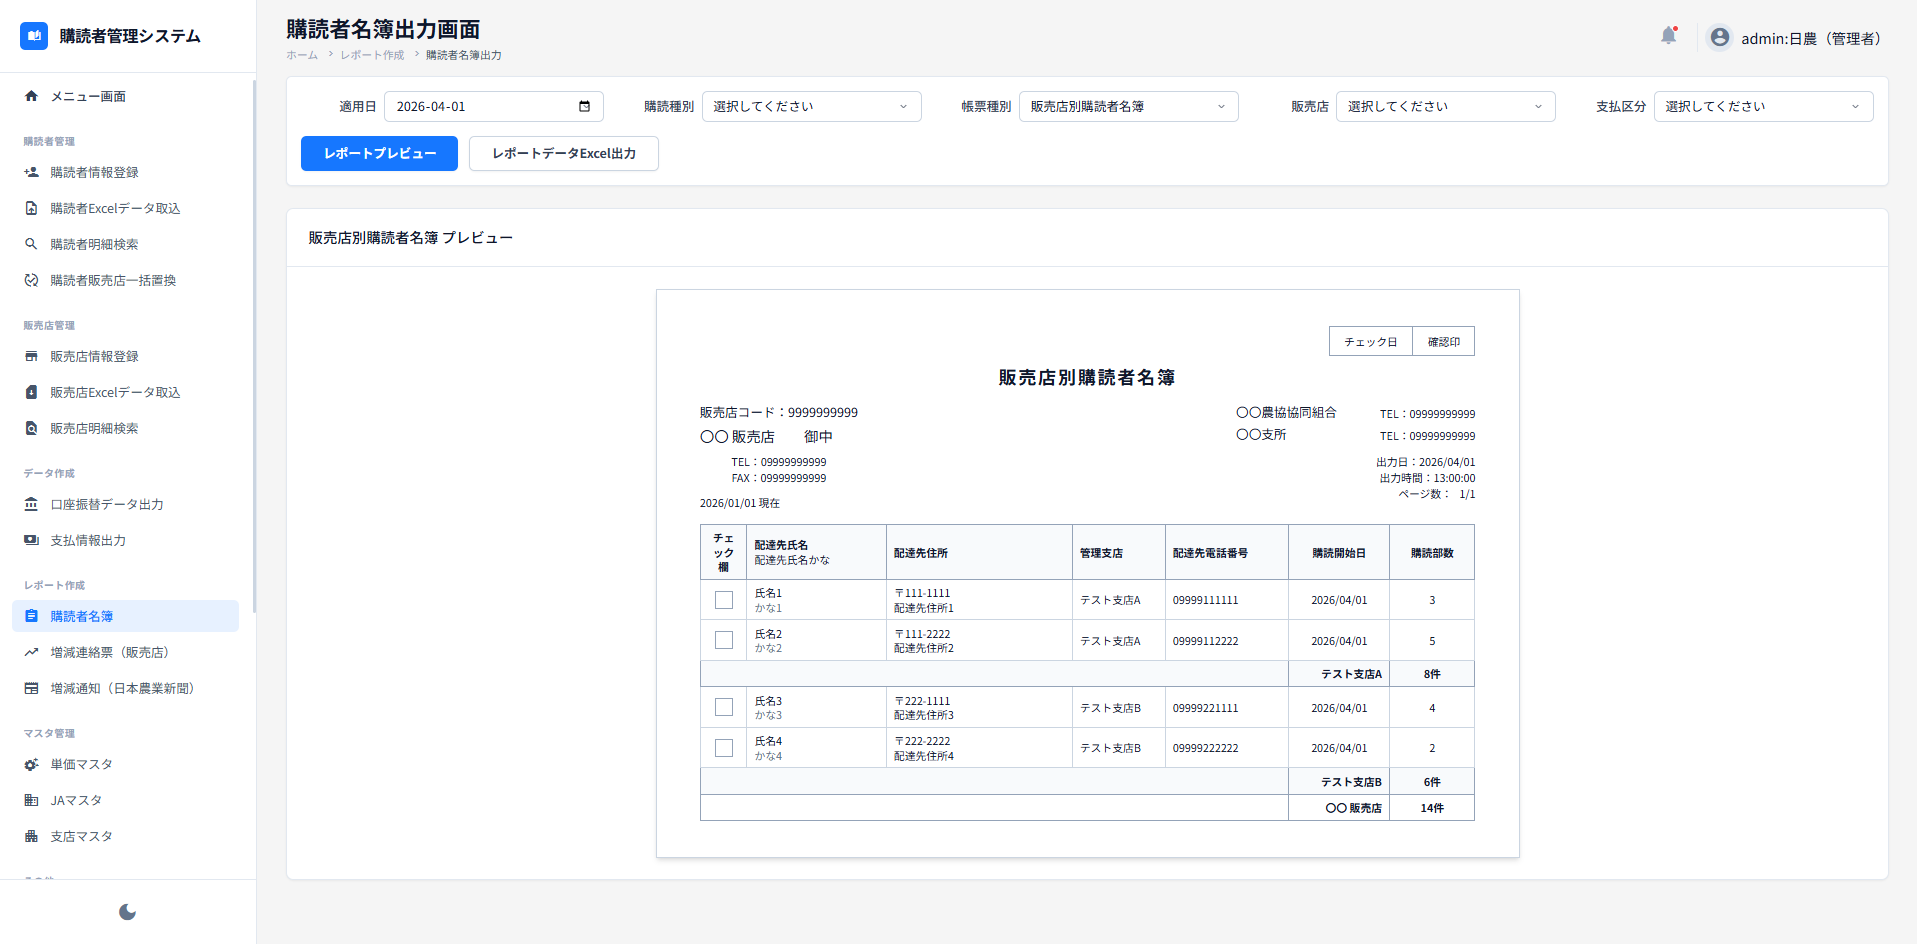 購読者管理システム
メニュー画面
購読者管理
購読者情報登録
購読者Excelデータ取込
購読者明細検索
購読者販売店一括置換
販売店管理
販売店情報登録
販売店Excelデータ取込
販売店明細検索
データ作成
口座振替データ出力
支払情報出力
レポート作成
購読者名簿
増減連絡票（販売店）
増減通知（日本農業新聞）
マスタ管理
単価マスタ
JAマスタ
支店マスタ
購読者名簿出力画面
ホーム > レポート作成 > 購読者名簿出力
admin:日農（管理者）
適用日 2026-04-01 購読種別 選択してください 帳票種別 販売店別購読者名簿 販売店 選択してください 支払区分 選択してください
レポートプレビュー レポートデータExcel出力
販売店別購読者名簿 プレビュー
チェック日 確認印
販売店別購読者名簿
販売店コード：9999999999 〇〇農協協同組合 TEL：09999999999
〇〇 販売店 御中 〇〇支所 TEL：09999999999
TEL：09999999999 出力日：2026/04/01
FAX：09999999999 出力時間：13:00:00
ページ数： 1/1
2026/01/01 現在
チェック欄 配達先氏名 配達先氏名かな 配達先住所 管理支店 配達先電話番号 購読開始日 購読部数
氏名1 〒111-1111 テスト支店A 09999111111 2026/04/01 3
かな1 配達先住所1
氏名2 〒111-2222 テスト支店A 09999112222 2026/04/01 5
かな2 配達先住所2
テスト支店A 8件
氏名3 〒222-1111 テスト支店B 09999221111 2026/04/01 4
かな3 配達先住所3
氏名4 〒222-2222 テスト支店B 09999222222 2026/04/01 2
かな4 配達先住所4
テスト支店B 6件
〇〇 販売店 14件